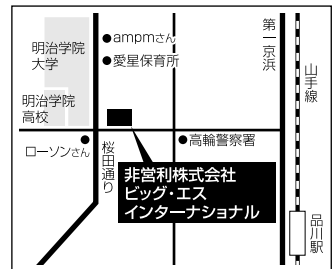 明治学院
大学
ampmさん
愛星保育所
第一京浜
山手線
明治学院
高校
ローソンさん
桜田通り
高輪警察署
非営利株式会社
ビッグ・エス
インターナショナル
品川駅